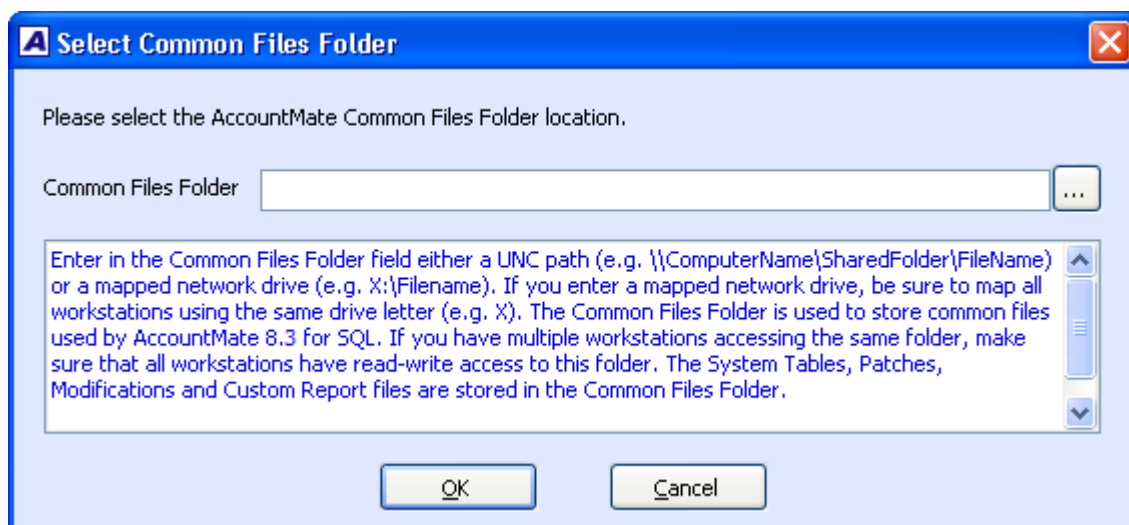 A Select Common Files Folder
Please select the AccountMate Common Files Folder location.
Common Files Folder ...
Enter in the Common Files Folder field either a UNC path (e.g. \\ComputerName\SharedFolder\FileName)
or a mapped network drive (e.g. X:\Filename). If you enter a mapped network drive, be sure to map all
workstations using the same drive letter (e.g. X). The Common Files Folder is used to store common files
used by AccountMate 8.3 for SQL. If you have multiple workstations accessing the same folder, make
sure that all workstations have read-write access to this folder. The System Tables, Patches,
Modifications and Custom Report files are stored in the Common Files Folder.
OK Cancel